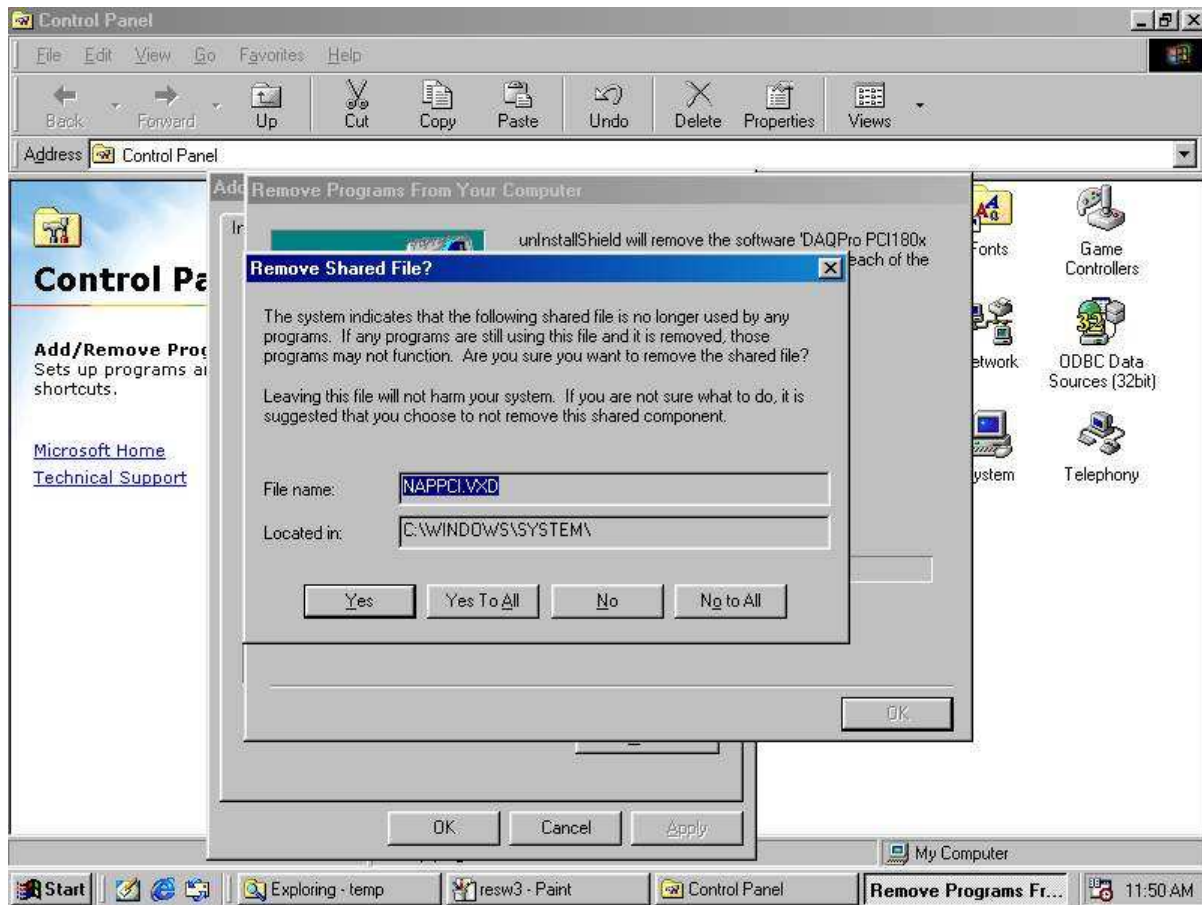 Control Panel
File Edit View Go Favorites Help
Back Forward Up Cut Copy Paste Undo Delete Properties Views
Address Control Panel
Control Pa
Add/Remove Prog
Sets up programs a
shortcuts.
Microsoft Home
Technical Support
Add
In
Remove Programs From Your Computer
unInstallShield will remove the software 'DAQPro PCI180x
each of the
Remove Shared File?
The system indicates that the following shared file is no longer used by any
programs. If any programs are still using this file and it is removed, those
programs may not function. Are you sure you want to remove the shared file?
Leaving this file will not harm your system. If you are not sure what to do, it is
suggested that you choose to not remove this shared component.
File name: NAPPCI.VXD
Located in: C:\WINDOWS\SYSTEM\
Yes Yes To All No No to All
OK
OK Cancel Apply
Fonts Game
Controllers
etwork ODBC Data
Sources (32bit)
ystem Telephony
My Computer
Start Exploring - temp resw3 - Paint Control Panel Remove Programs Fr... 11:50 AM